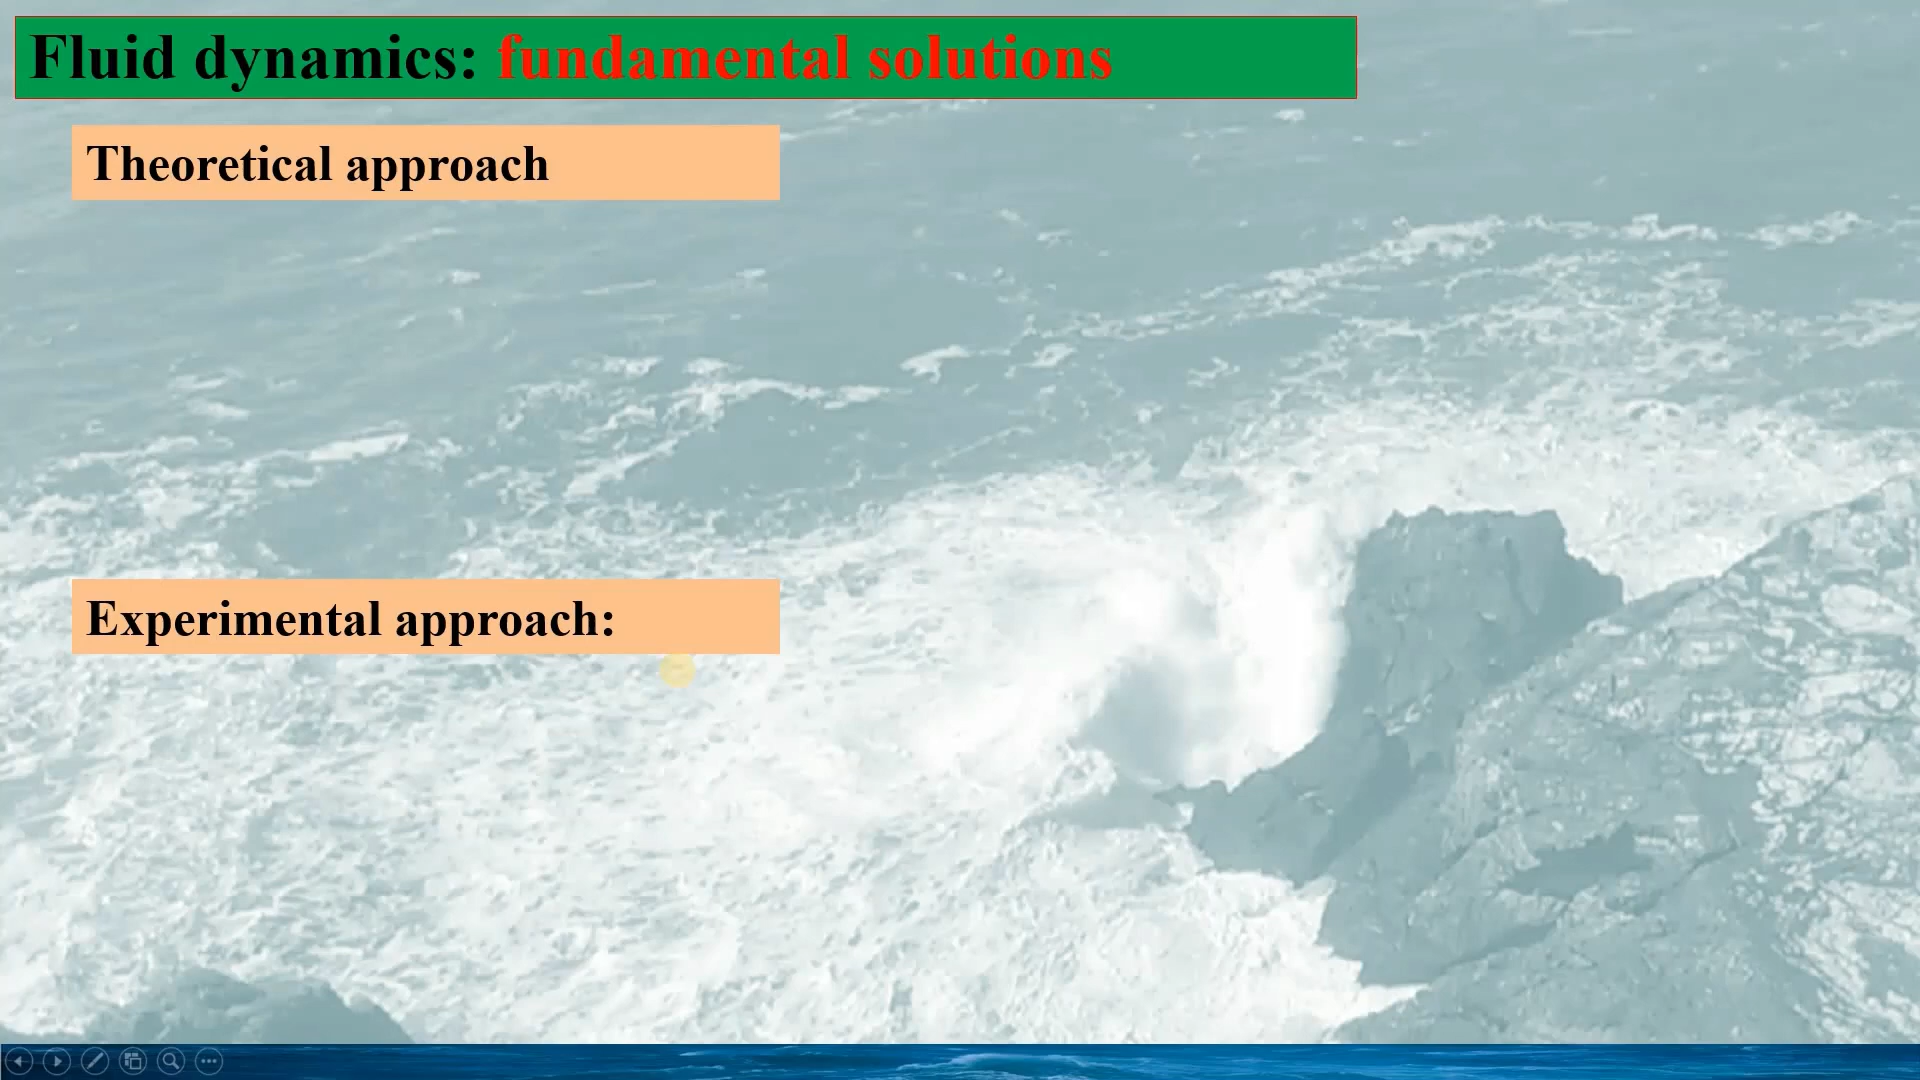 Fluid dynamics: fundamental solutions
Theoretical approach
Experimental approach: